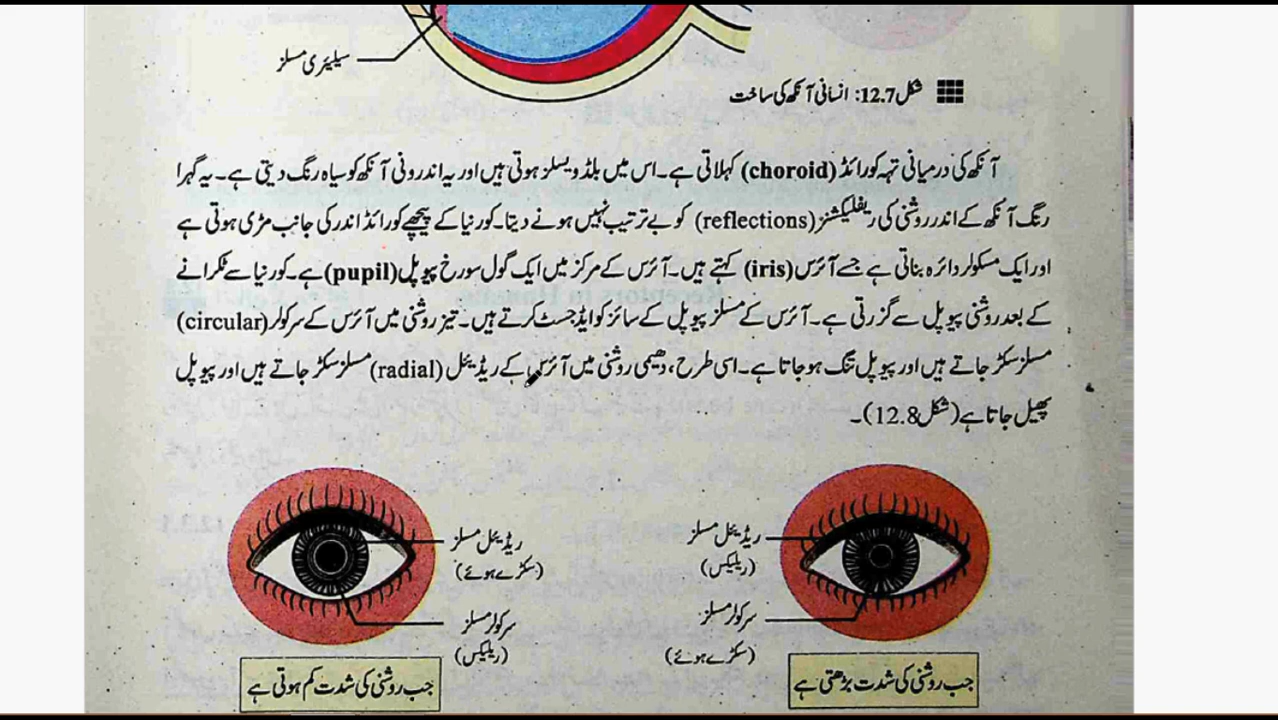 سیلیئری مسلز
شکل 12.7: انسانی آنکھ کی ساخت
آنکھ کی درمیانی تہہ کورائڈ (choroid) کہلاتی ہے۔ اس میں بلڈ ویسلز ہوتی ہیں اور یہ اندرونی آنکھ کو سیاہ رنگ دیتی ہے۔ یہ گہرا
رنگ آنکھ کے اندر روشنی کی ریفلیکشنز (reflections) کو بے ترتیب نہیں ہونے دیتا۔ کورنیا کے پیچھے کورائڈ اندر کی جانب مڑی ہوتی ہے
اور ایک مسکولر دائرہ بناتی ہے جسے آئرس (iris) کہتے ہیں۔ آئرس کے مرکز میں ایک گول سورخ پیوپل (pupil) ہے۔ کورنیا سے ٹکرانے
کے بعد روشنی پیوپل سے گزرتی ہے۔ آئرس کے مسلز پیوپل کے سائز کو ایڈجسٹ کرتے ہیں۔ تیز روشنی میں آئرس کے سرکولر (circular)
مسلز سکڑ جاتے ہیں اور پیوپل تنگ ہو جاتا ہے۔ اسی طرح، دھیمی روشنی میں آئرس کے ریڈیئل (radial) مسلز سکڑ جاتے ہیں اور پیوپل
پھیل جاتا ہے (شکل 12.8)۔
ریڈیئل مسلز
(ریلیکس)
سرکولر مسلز
(سکڑے ہوئے)
جب روشنی کی شدت بڑھتی ہے
ریڈیئل مسلز
(سکڑے ہوئے)
سرکولر مسلز
(ریلیکس)
جب روشنی کی شدت کم ہوتی ہے